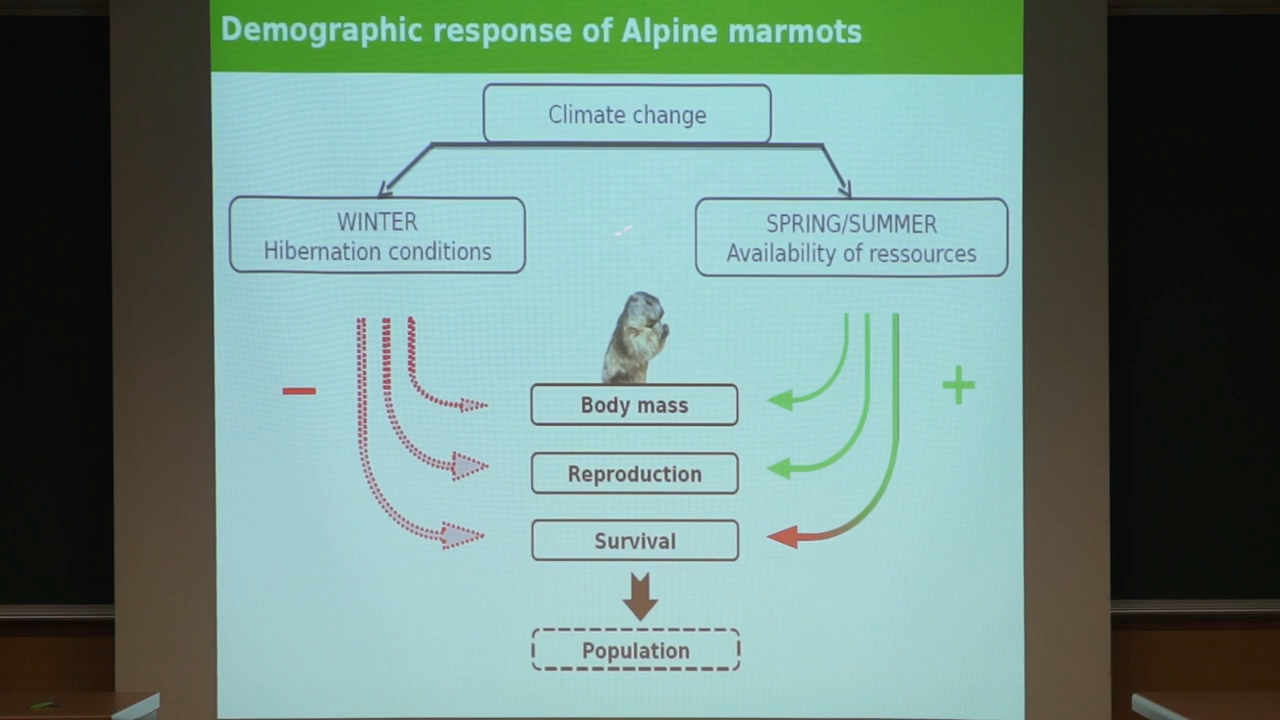 Demographic response of Alpine marmots
Climate change
WINTER
Hibernation conditions
SPRING/SUMMER
Availability of ressources
−
+
Body mass
Reproduction
Survival
Population